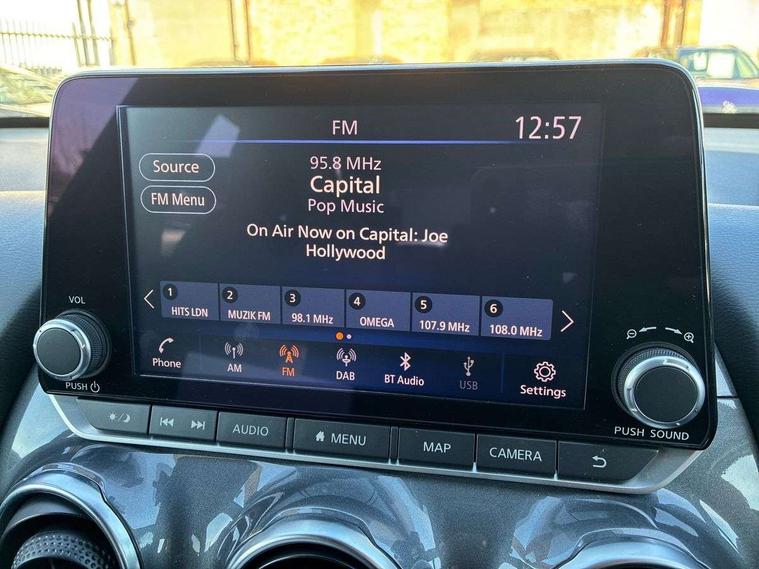 FM
12:57
Source
95.8 MHz
Capital
FM Menu
Pop Music
On Air Now on Capital: Joe
Hollywood
1 HITS LDN
2 MUZIK FM
3 98.1 MHz
4 OMEGA
5 107.9 MHz
6 108.0 MHz
Phone
AM
FM
DAB
BT Audio
USB
Settings
VOL
PUSH
PUSH SOUND
AUDIO
MENU
MAP
CAMERA